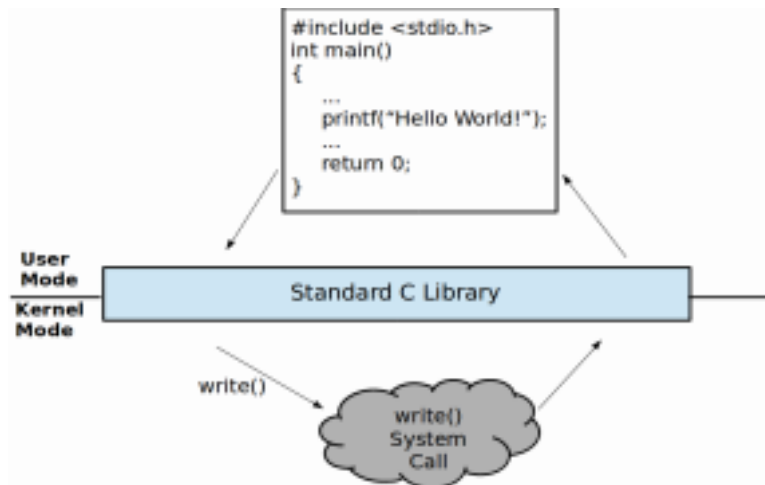 #include <stdio.h>
int main()
{
...
printf("Hello World!");
...
return 0;
}
User
Mode
Standard C Library
Kernel
Mode
write()
write()
System
Call